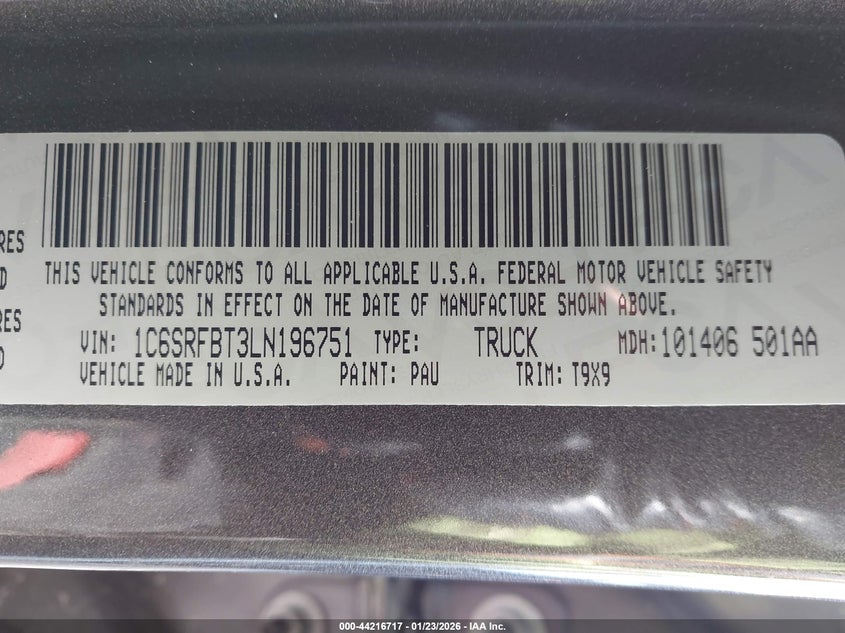 RES
D
RES
D
THIS VEHICLE CONFORMS TO ALL APPLICABLE U.S.A. FEDERAL MOTOR VEHICLE SAFETY
STANDARDS IN EFFECT ON THE DATE OF MANUFACTURE SHOWN ABOVE.
VIN: 1C6SRFBT3LN196751 TYPE: TRUCK MDH: 101406 501AA
VEHICLE MADE IN U.S.A. PAINT: PAU TRIM: T9X9
000-44216717 - 01/23/2026 - IAA Inc.